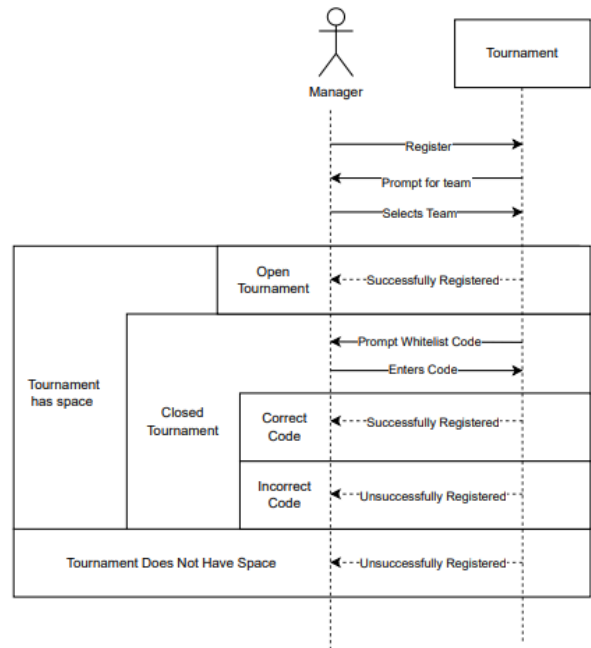 Manager
Tournament
Register
Prompt for team
Selects Team
Open
Tournament
Successfully Registered
Prompt Whitelist Code
Enters Code
Tournament
has space
Closed
Tournament
Correct
Code
Successfully Registered
Incorrect
Code
Unsuccessfully Registered
Tournament Does Not Have Space
Unsuccessfully Registered